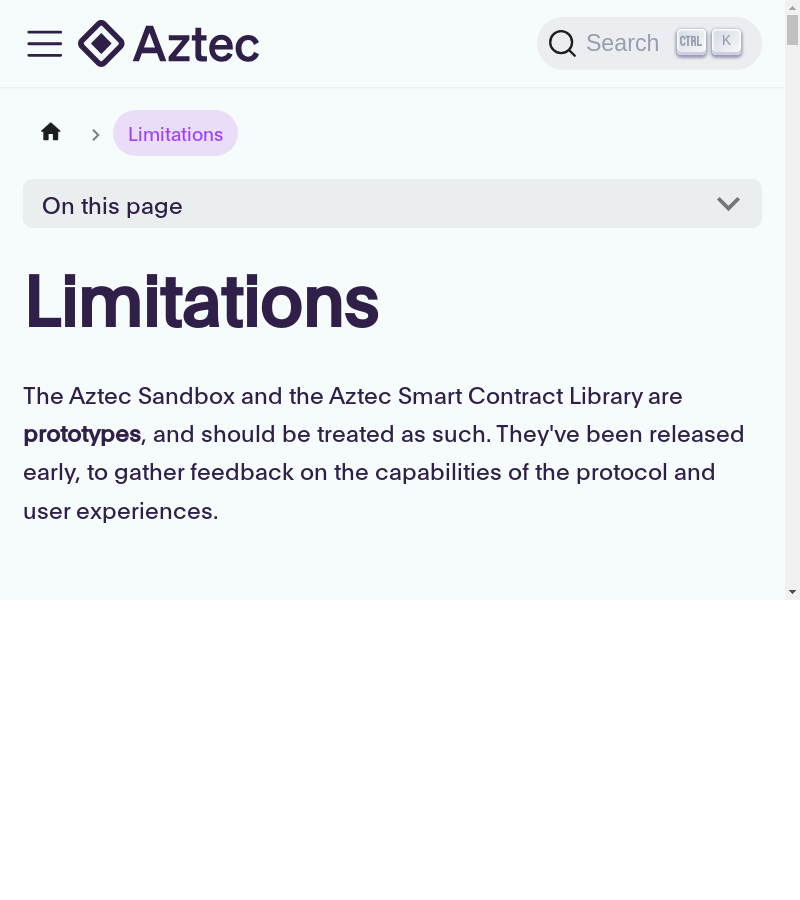 Aztec
Search CTRL K
Limitations
On this page
Limitations
The Aztec Sandbox and the Aztec Smart Contract Library are
prototypes, and should be treated as such. They've been released
early, to gather feedback on the capabilities of the protocol and
user experiences.